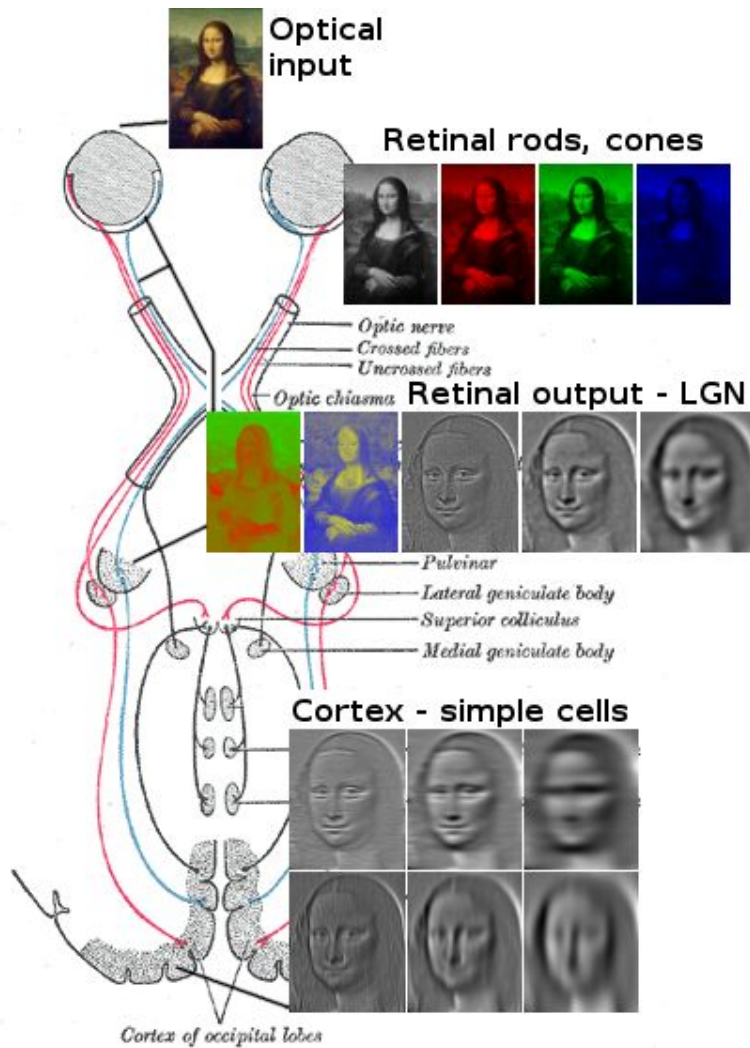 Optical
input
Retinal rods, cones
Optic nerve
Crossed fibers
Uncrossed fibers
Optic chiasma
Retinal output - LGN
Pulvinar
Lateral geniculate body
Superior colliculus
Medial geniculate body
Cortex - simple cells
Cortex of occipital lobes